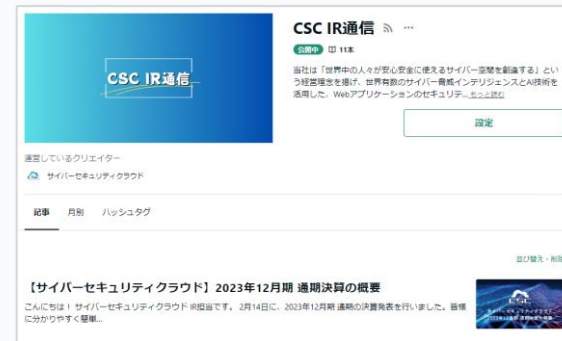 CSC IR通信
CSC IR通信
公開中 11本
当社は「世界中の人々が安心安全に使えるサイバー空間を創造する」とい
う経営理念を掲げ、世界有数のサイバー脅威インテリジェンスとAI技術を
活用した、Webアプリケーションのセキュリテ... もっと読む
設定
運営しているクリエイター
サイバーセキュリティクラウド
記事 月別 ハッシュタグ
並び替え・削除
【サイバーセキュリティクラウド】2023年12月期 通期決算の概要
こんにちは！ サイバーセキュリティクラウド IR担当です。 2月14日に、2023年12月期 通期の決算発表を行いました。皆様
に分かりやすく簡単...
CSC